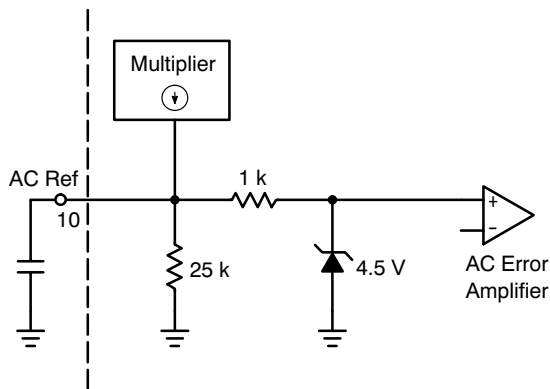 Multiplier
AC Ref
10
1 k
25 k
4.5 V
+
-
AC Error
Amplifier